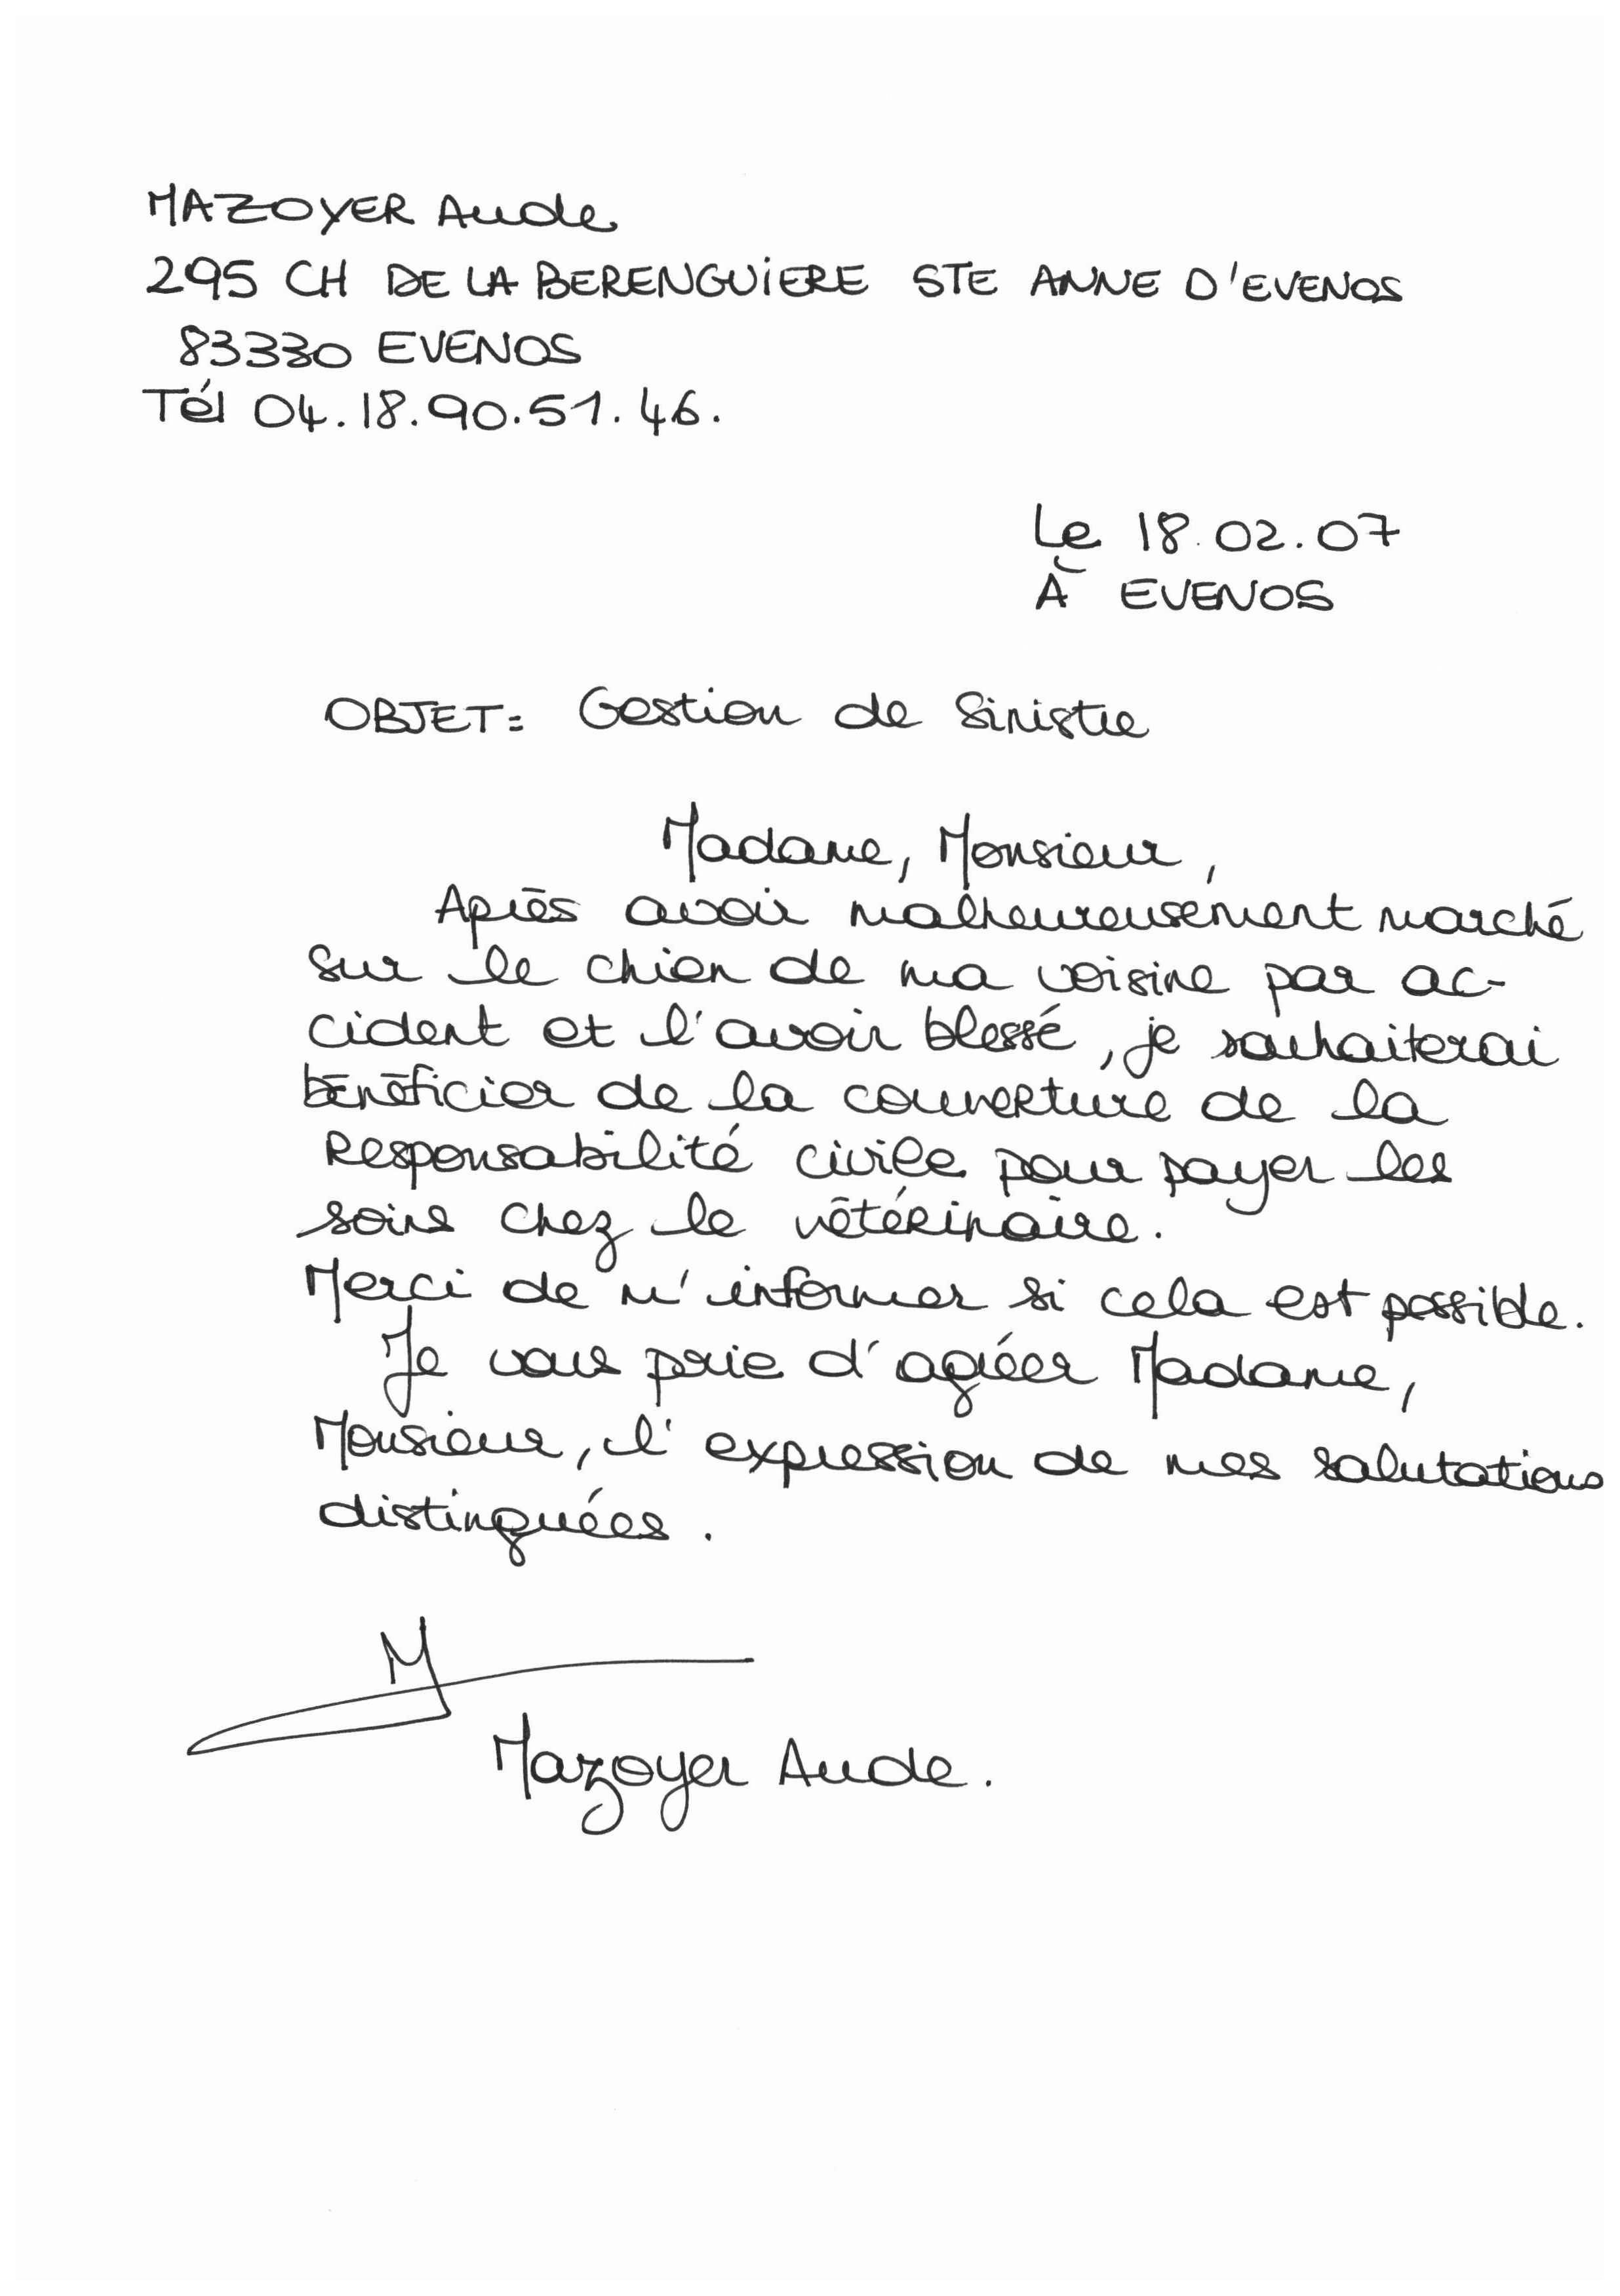 MAZOYER Aude
295 CH DE LA BERENGUIERE STE ANNE D'EVENOS
83330 EVENOS
Tél 04.18.90.51.46.
Le 18.02.07
À EVENOS
OBJET: Gestion de Sinistre
Madame, Monsieur,
Après avoir malheureusement marché
sur le chien de ma voisine par ac-
cident et l'avoir blessé, je souhaiterai
bénéficier de la couverture de la
Responsabilité civile pour payer les
soins chez le vétérinaire.
Merci de m'informer si cela est possible.
Je vous prie d'agréer Madame,
Monsieur, l'expression de mes salutations
distinguées.
M
Mazoyer Aude.